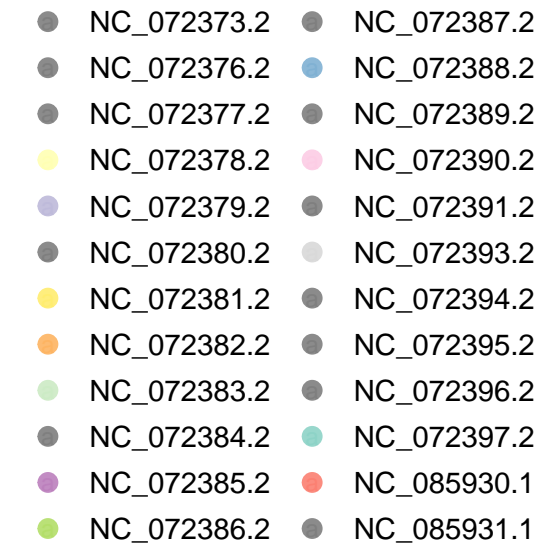 NC_072373.2 NC_072387.2
NC_072376.2 NC_072388.2
NC_072377.2 NC_072389.2
NC_072378.2 NC_072390.2
NC_072379.2 NC_072391.2
NC_072380.2 NC_072393.2
NC_072381.2 NC_072394.2
NC_072382.2 NC_072395.2
NC_072383.2 NC_072396.2
NC_072384.2 NC_072397.2
NC_072385.2 NC_085930.1
NC_072386.2 NC_085931.1